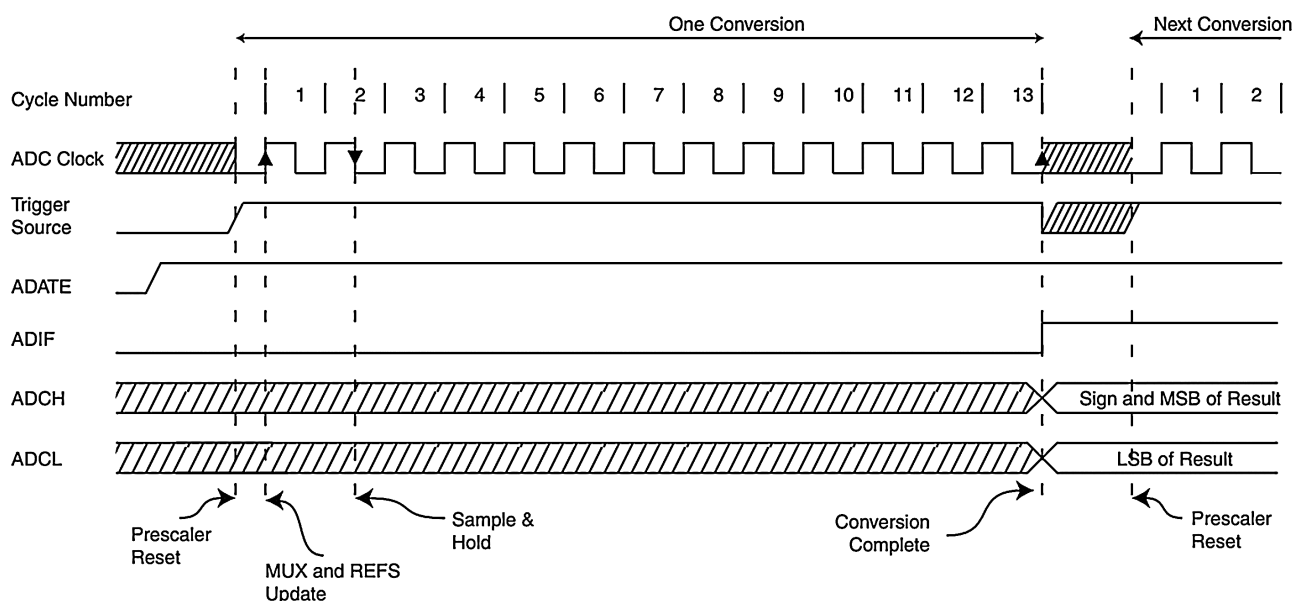 One Conversion
Next Conversion
Cycle Number
1 2 3 4 5 6 7 8 9 10 11 12 13 1 2
ADC Clock
Trigger
Source
ADATE
ADIF
ADCH
Sign and MSB of Result
ADCL
LSB of Result
Prescaler
Reset
MUX and REFS
Update
Sample &
Hold
Conversion
Complete
Prescaler
Reset